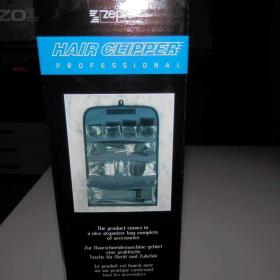 zepter
HAIR CLIPPER
PROFESSIONAL
The product comes in
a nice organizer bag complete
of accessories
Zur Haarschneidemaschine gehört
eine praktische
Tasche für Gerät und Zubehör
Le produit est fourni avec
un sac pratique contenant
tous les accessoires